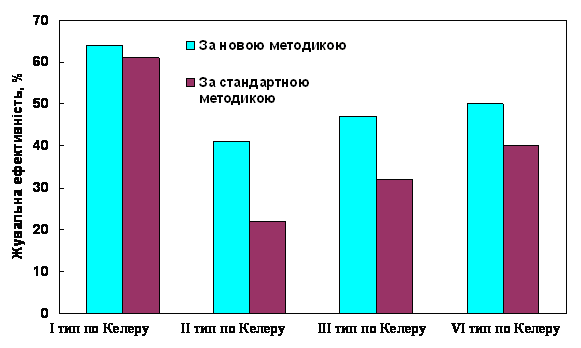 70
60
50
40
30
20
10
0
Жувальна ефективність, %
За новою методикою
За стандартною
методикою
I тип по Келеру
II тип по Келеру
III тип по Келеру
VI тип по Келеру